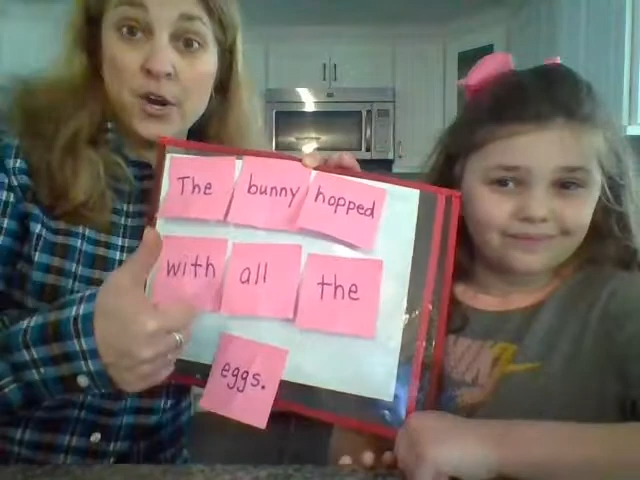 The bunny hopped
with all the
eggs.